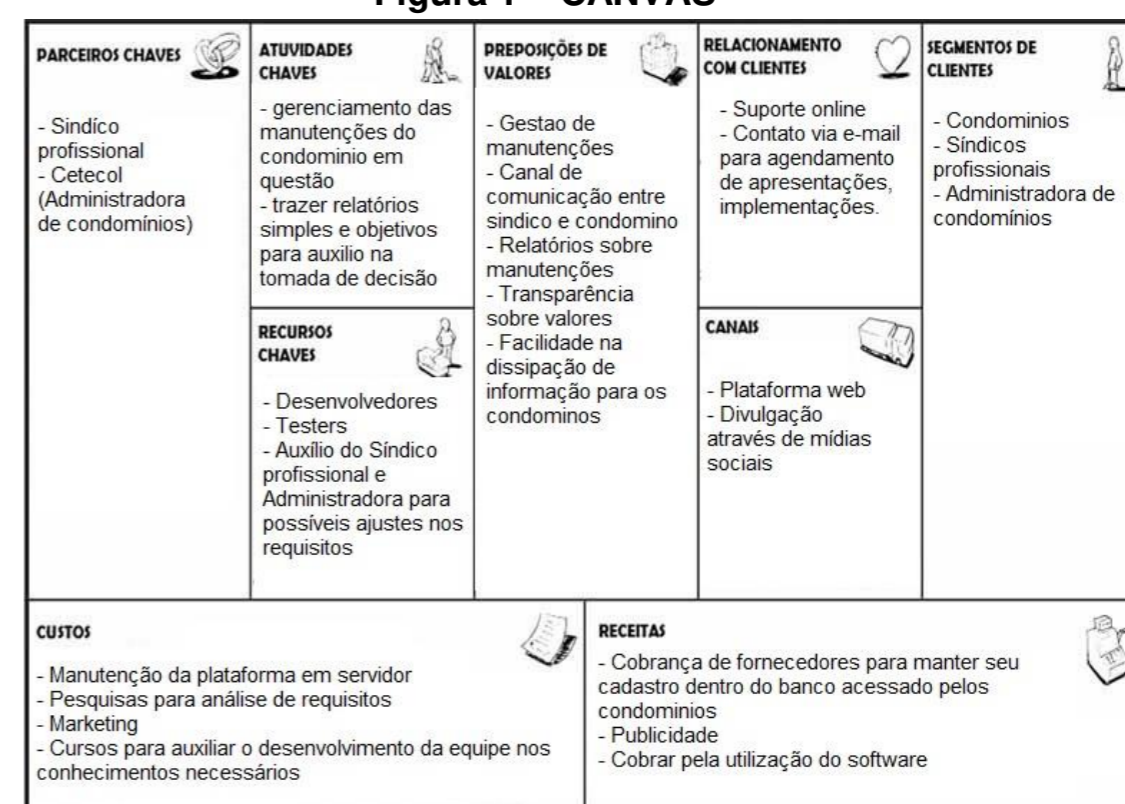 Figura 1 – CANVAS
PARCEIROS CHAVES
- Sindíco
profissional
- Cetecol
(Administradora
de condomínios)
ATUVIDADES
CHAVES
- gerenciamento das
manutenções do
condominio em
questão
- trazer relatórios
simples e objetivos
para auxilio na
tomada de decisão
RECURSOS
CHAVES
- Desenvolvedores
- Testers
- Auxílio do Síndico
profissional e
Administradora para
possíveis ajustes nos
requisitos
PREPOSIÇÕES DE
VALORES
- Gestao de
manutenções
- Canal de
comunicação entre
sindico e condomino
- Relatórios sobre
manutenções
- Transparência
sobre valores
- Facilidade na
dissipação de
informação para os
condominos
RELACIONAMENTO
COM CLIENTES
- Suporte online
- Contato via e-mail
para agendamento
de apresentações,
implementações.
CANAIS
- Plataforma web
- Divulgação
através de mídias
sociais
SEGMENTOS DE
CLIENTES
- Condominios
- Síndicos
profissionais
- Administradora de
condomínios
CUSTOS
- Manutenção da plataforma em servidor
- Pesquisas para análise de requisitos
- Marketing
- Cursos para auxiliar o desenvolvimento da equipe nos
conhecimentos necessários
RECEITAS
- Cobrança de fornecedores para manter seu
cadastro dentro do banco acessado pelos
condominios
- Publicidade
- Cobrar pela utilização do software